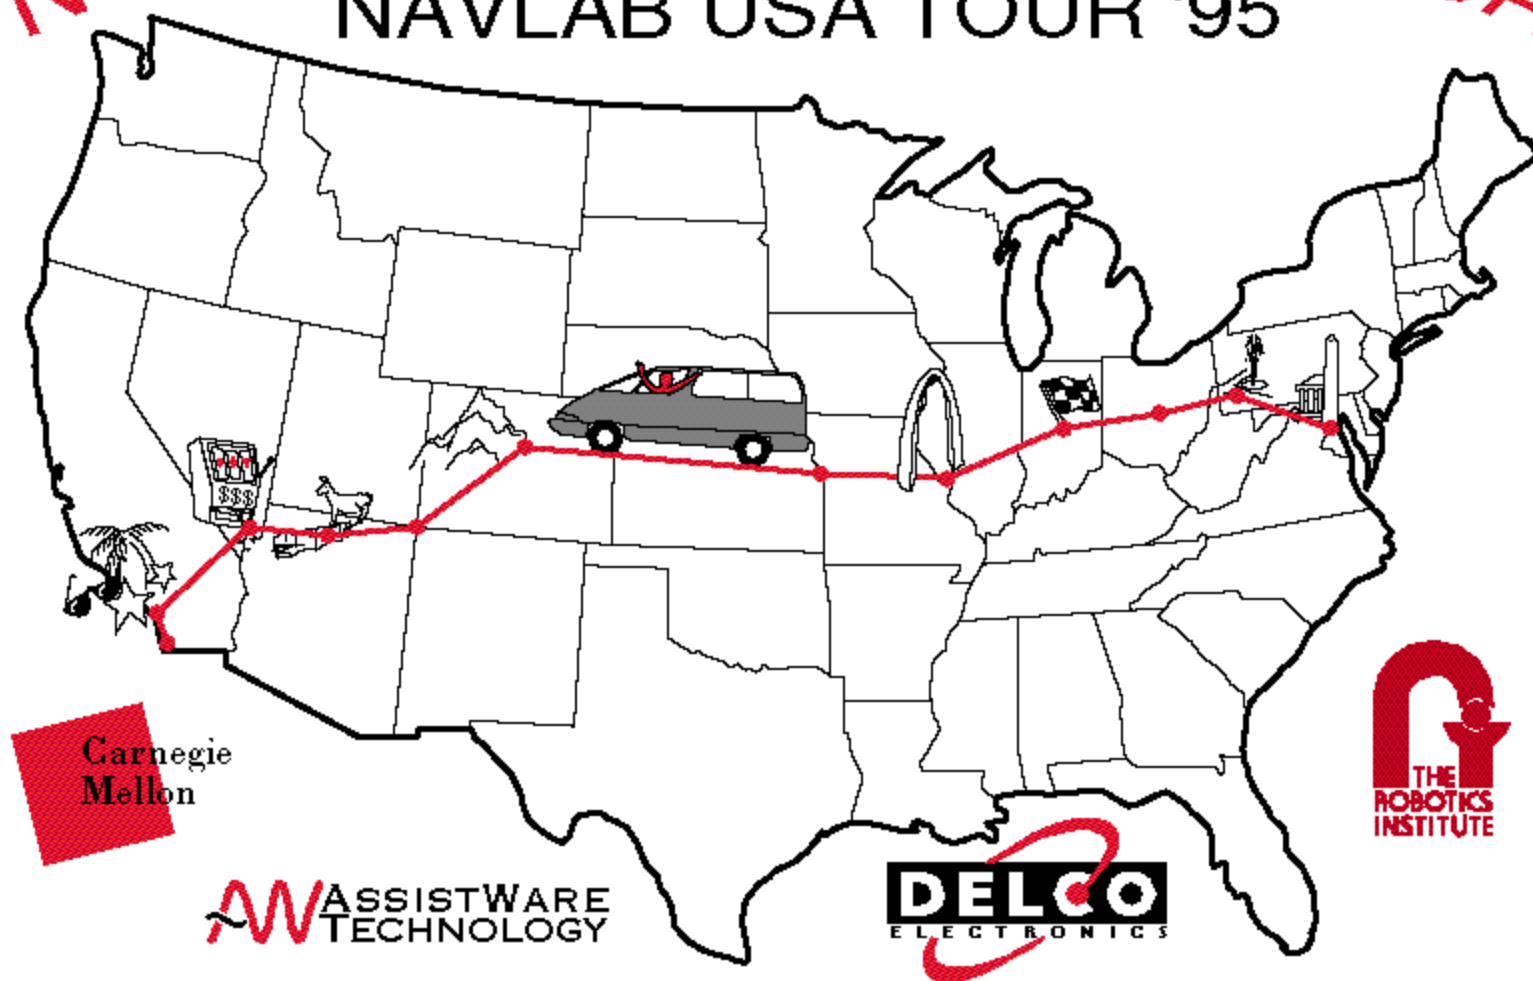 NAVLAB USA TOUR '95
$$$
Carnegie
Mellon
ASSISTWARE
TECHNOLOGY
DELCO
ELECTRONICS
THE
ROBOTICS
INSTITUTE